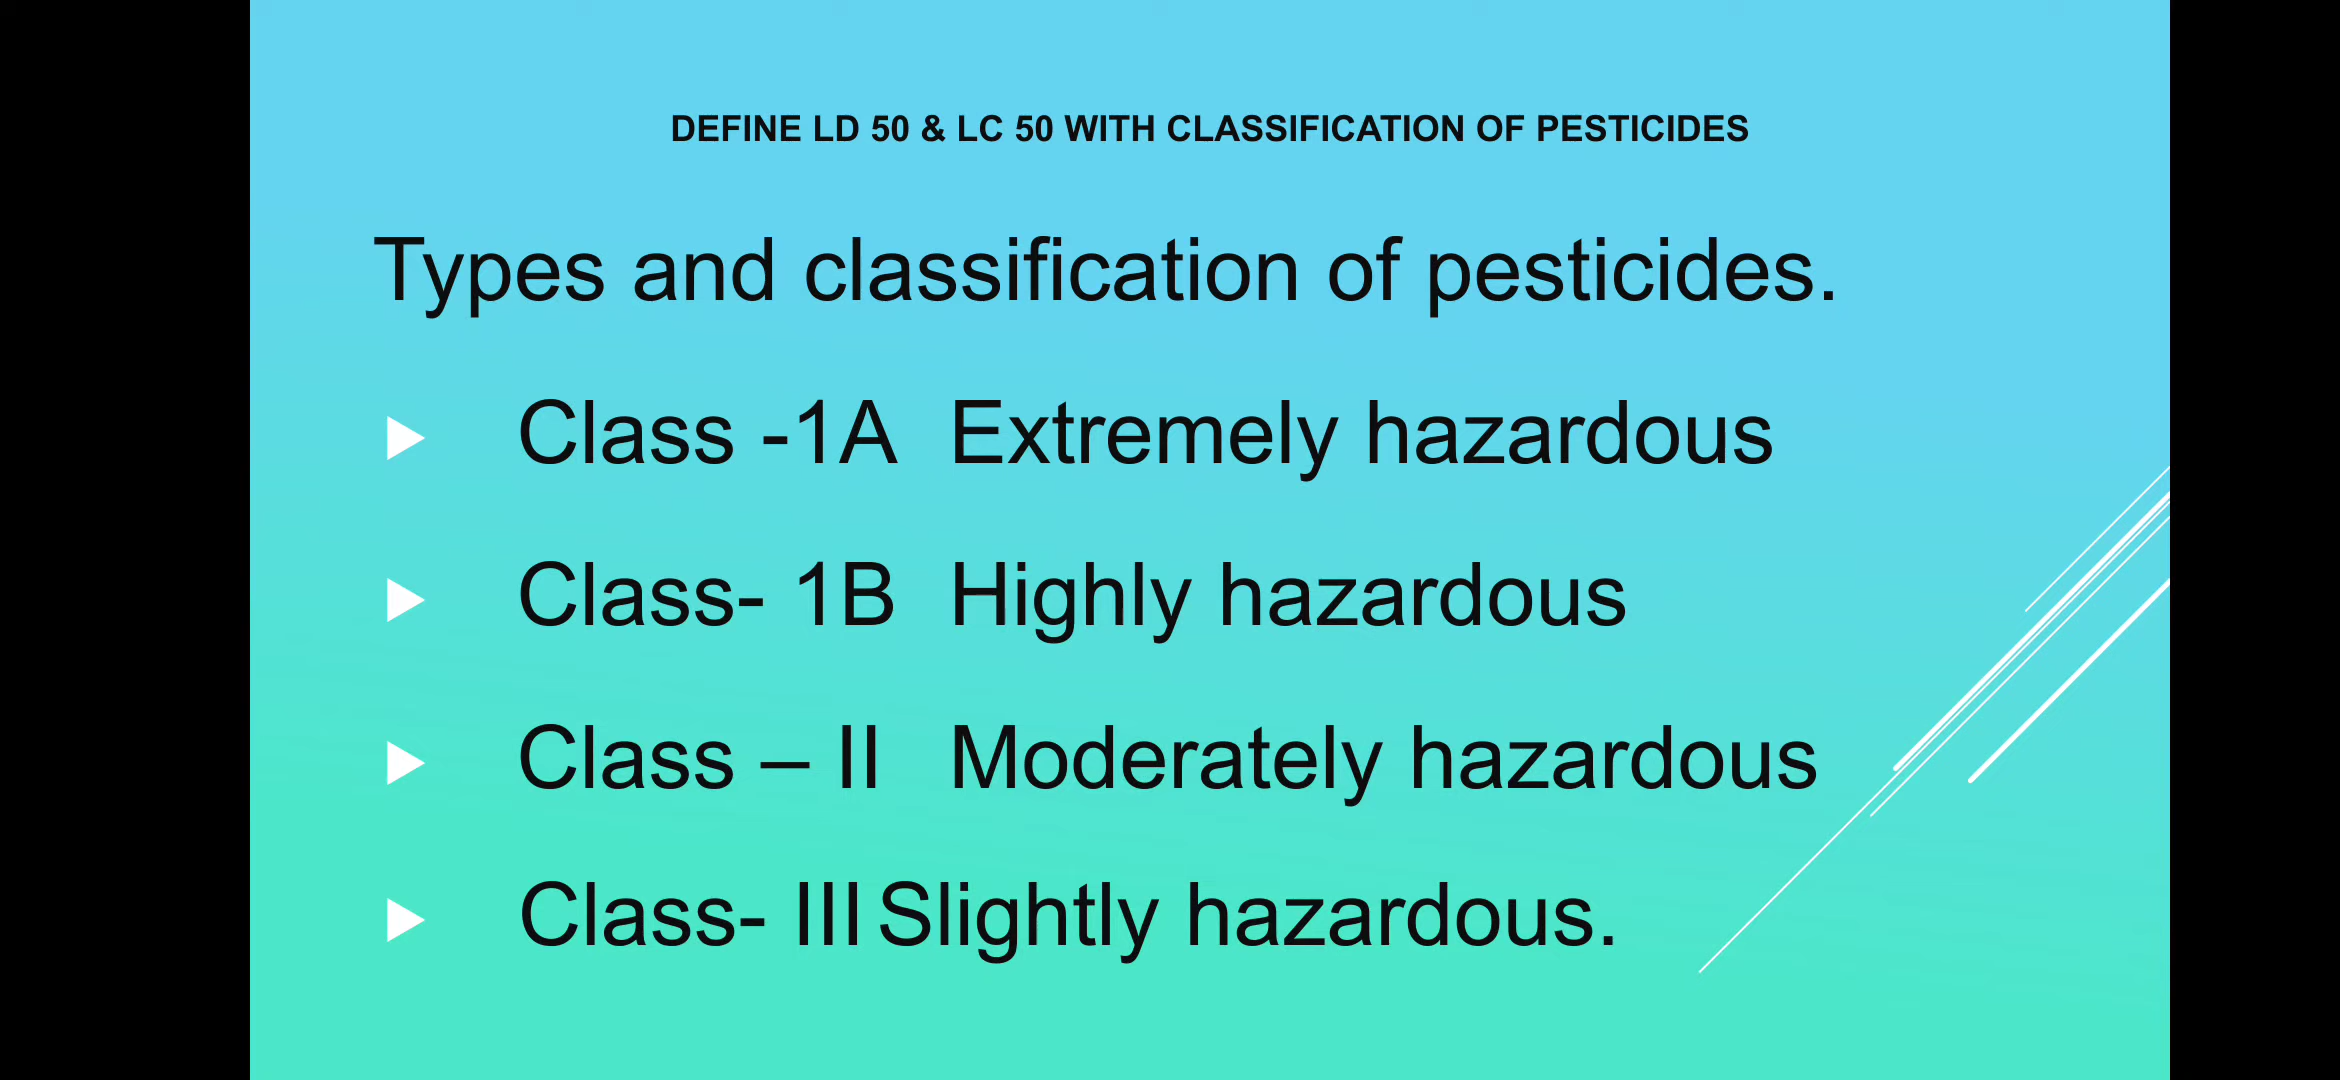 DEFINE LD 50 & LC 50 WITH CLASSIFICATION OF PESTICIDES
Types and classification of pesticides.
Class -1A Extremely hazardous
Class- 1B Highly hazardous
Class – II Moderately hazardous
Class- III Slightly hazardous.